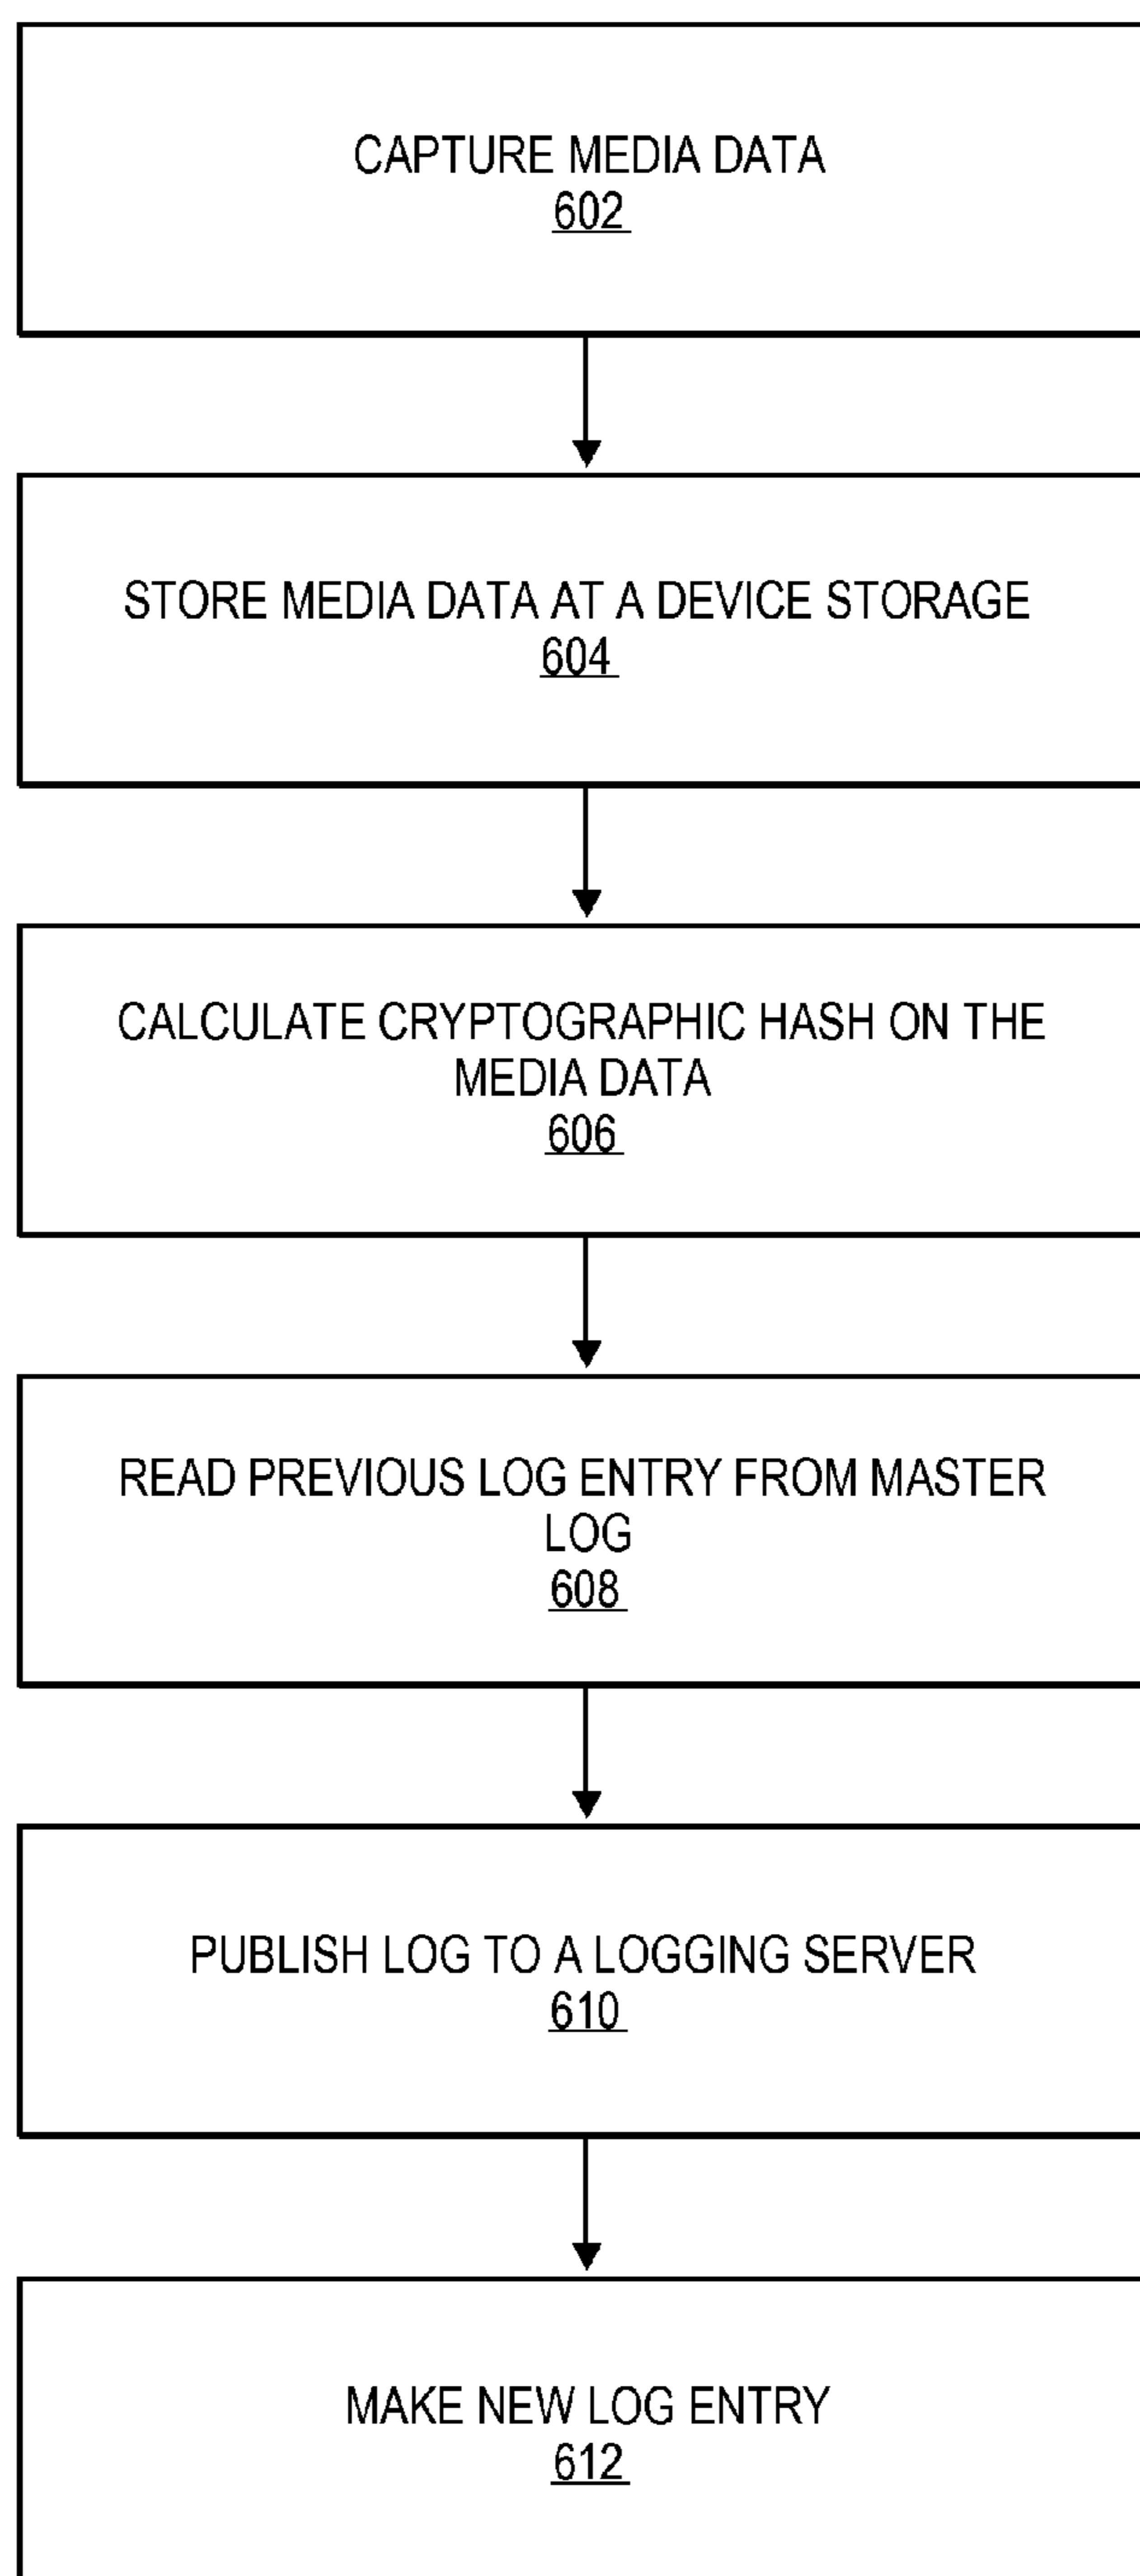 CAPTURE MEDIA DATA
602
STORE MEDIA DATA AT A DEVICE STORAGE
604
CALCULATE CRYPTOGRAPHIC HASH ON THE
MEDIA DATA
606
READ PREVIOUS LOG ENTRY FROM MASTER
LOG
608
PUBLISH LOG TO A LOGGING SERVER
610
MAKE NEW LOG ENTRY
612